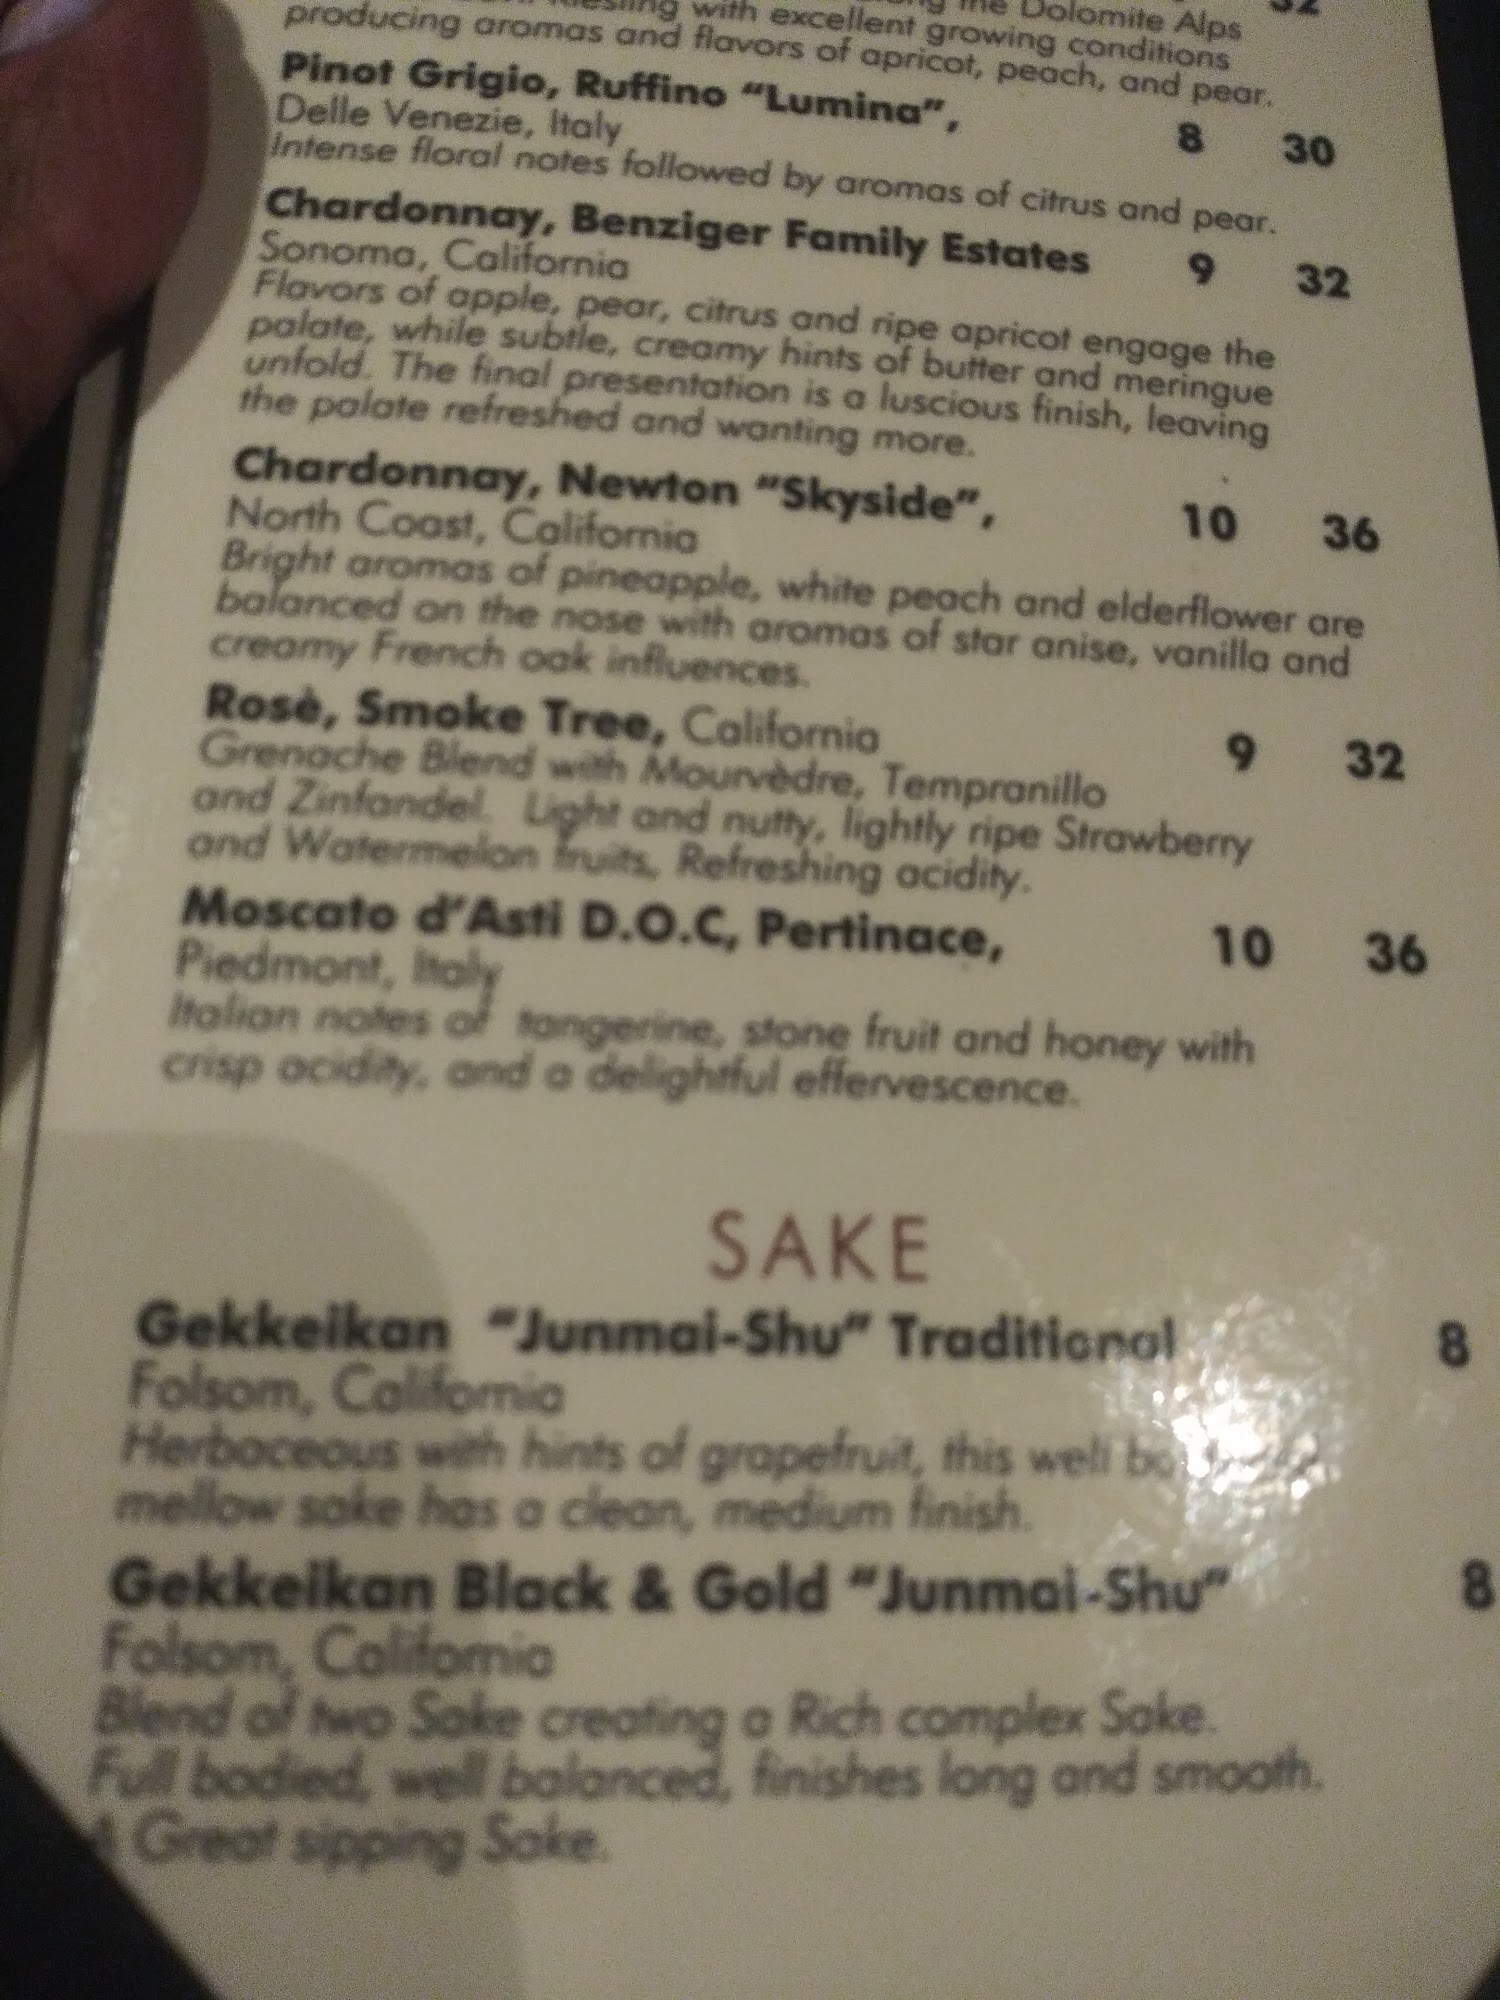 the Dolomite Alps 32
with excellent growing conditions
producing aromas and flavors of apricot, peach, and pear.
Pinot Grigio, Ruffino “Lumina”, 8 30
Delle Venezie, Italy
Intense floral notes followed by aromas of citrus and pear.
Chardonnay, Benziger Family Estates 9 32
Sonoma, California
Flavors of apple, pear, citrus and ripe apricot engage the
palate, while subtle, creamy hints of butter and meringue
unfold. The final presentation is a luscious finish, leaving
the palate refreshed and wanting more.
Chardonnay, Newton “Skyside”, 10 36
North Coast, California
Bright aromas of pineapple, white peach and elderflower are
balanced on the nose with aromas of star anise, vanilla and
creamy French oak influences.
Rosè, Smoke Tree, California 9 32
Grenache Blend with Mourvèdre, Tempranillo
and Zinfandel. Light and nutty, lightly ripe Strawberry
and Watermelon fruits, Refreshing acidity.
Moscato d’Asti D.O.C, Pertinace, 10 36
Piedmont, Italy
Italian notes of tangerine, stone fruit and honey with
crisp acidity, and a delightful effervescence.
SAKE
Gekkeikan “Junmai-Shu” Traditional 8
Folsom, California
Herbaceous with hints of grapefruit, this well
mellow sake has a clean, medium finish.
Gekkeikan Black & Gold “Junmai-Shu” 8
Folsom, California
Blend of two Sake creating a Rich complex Sake.
Full bodied, well balanced, finishes long and smooth.
A Great sipping Sake.